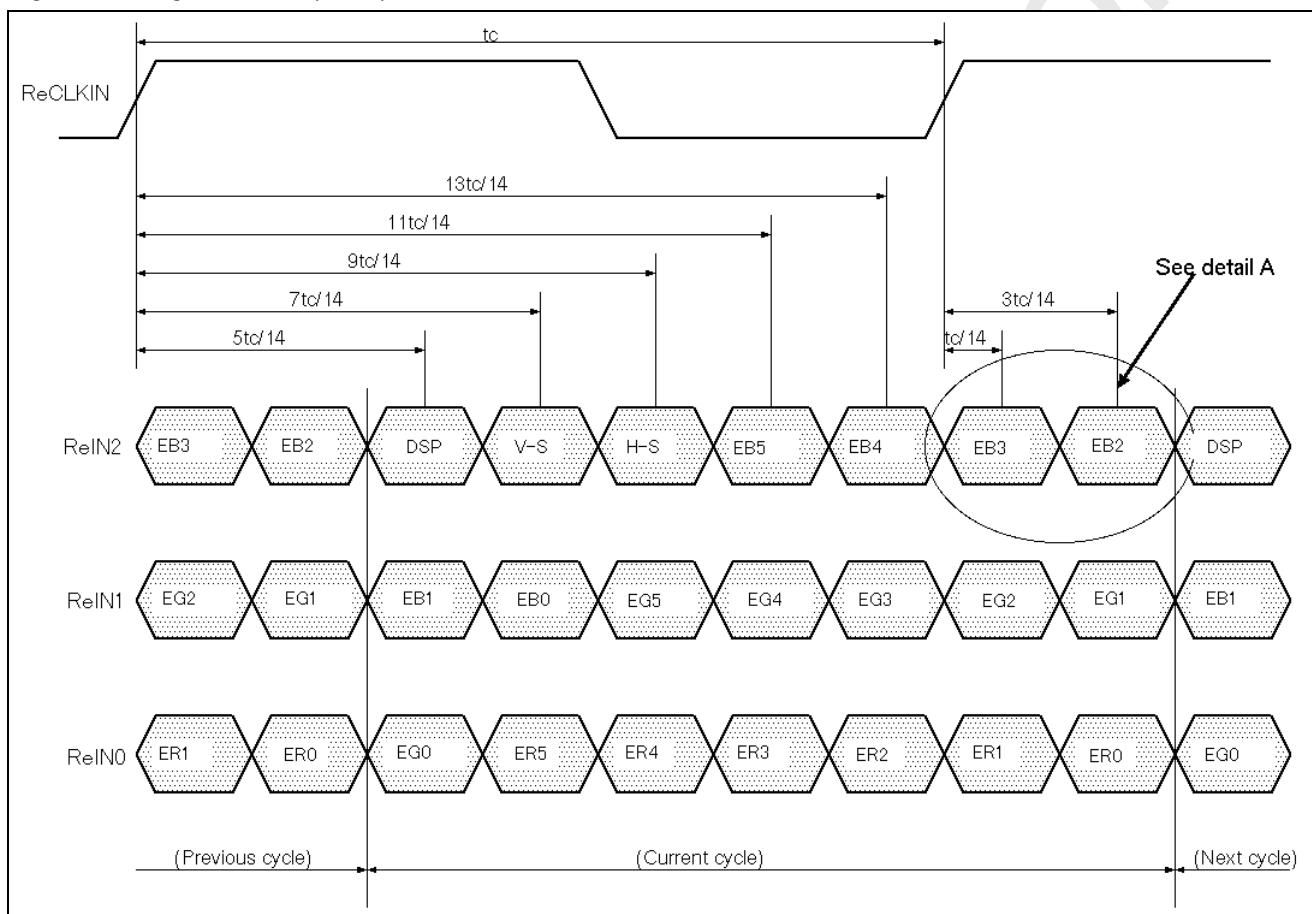 tc
ReCLKIN
13tc/14
11tc/14
9tc/14
See detail A
7tc/14
3tc/14
5tc/14
tc/14
ReIN2 EB3 EB2 DSP V-S H-S EB5 EB4 EB3 EB2 DSP
ReIN1 EG2 EG1 EB1 EB0 EG5 EG4 EG3 EG2 EG1 EB1
ReIN0 ER1 ER0 EG0 ER5 ER4 ER3 ER2 ER1 ER0 EG0
(Previous cycle) (Current cycle) (Next cycle)